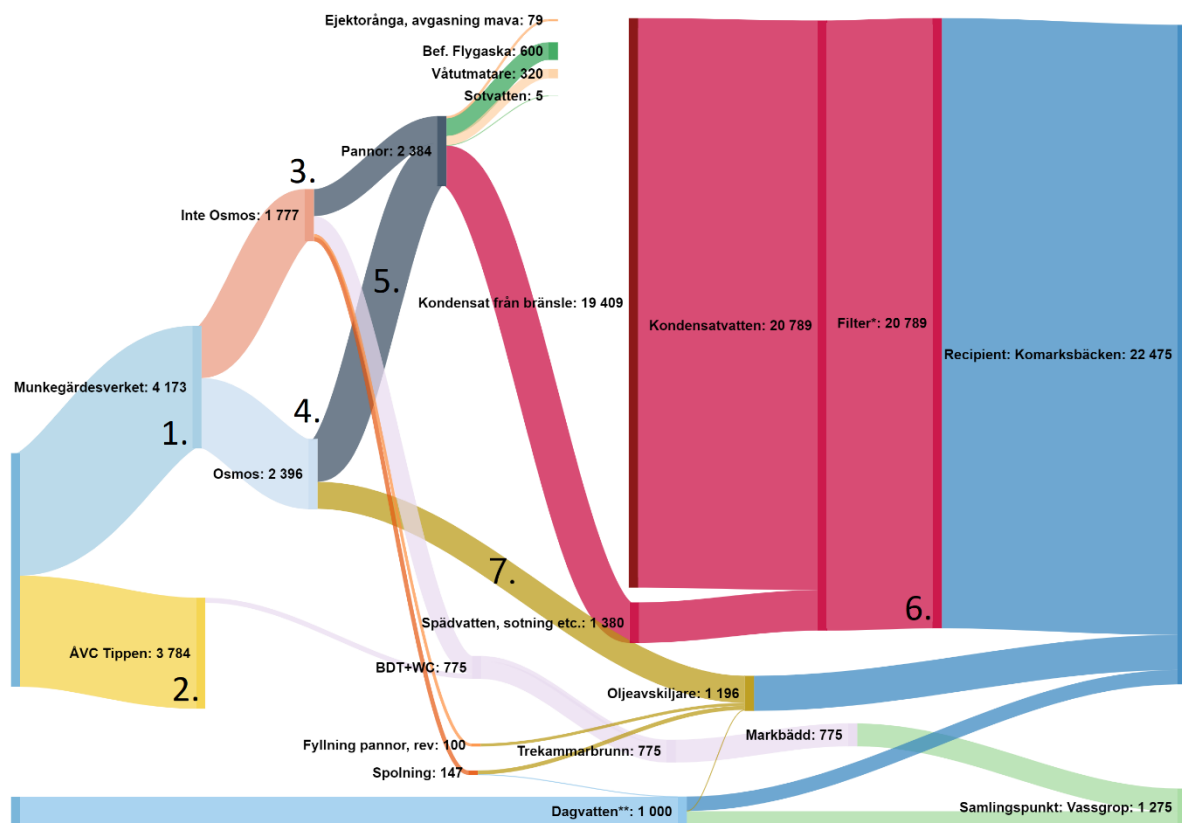 Ejektorånga, avgasning mava: 79
Bef. Flygaska: 600
Våtutmatare: 320
Sotvatten: 5
Pannor: 2 384
3.
Inte Osmos: 1 777
5.
Kondensat från bränsle: 19 409
Kondensatvatten: 20 789
Filter*: 20 789
Recipient: Komarksbäcken: 22 475
Munkegärdesverket: 4 173
1.
4.
Osmos: 2 396
7.
6.
Spädvatten, sotning etc.: 1 380
ÅVC Tippen: 3 784
2.
BDT+WC: 775
Oljeavskiljare: 1 196
Fyllning pannor, rev: 100
Trekammarbrunn: 775
Markbädd: 775
Spolning: 147
Dagvatten**: 1 000
Samlingspunkt: Vassgrop: 1 275